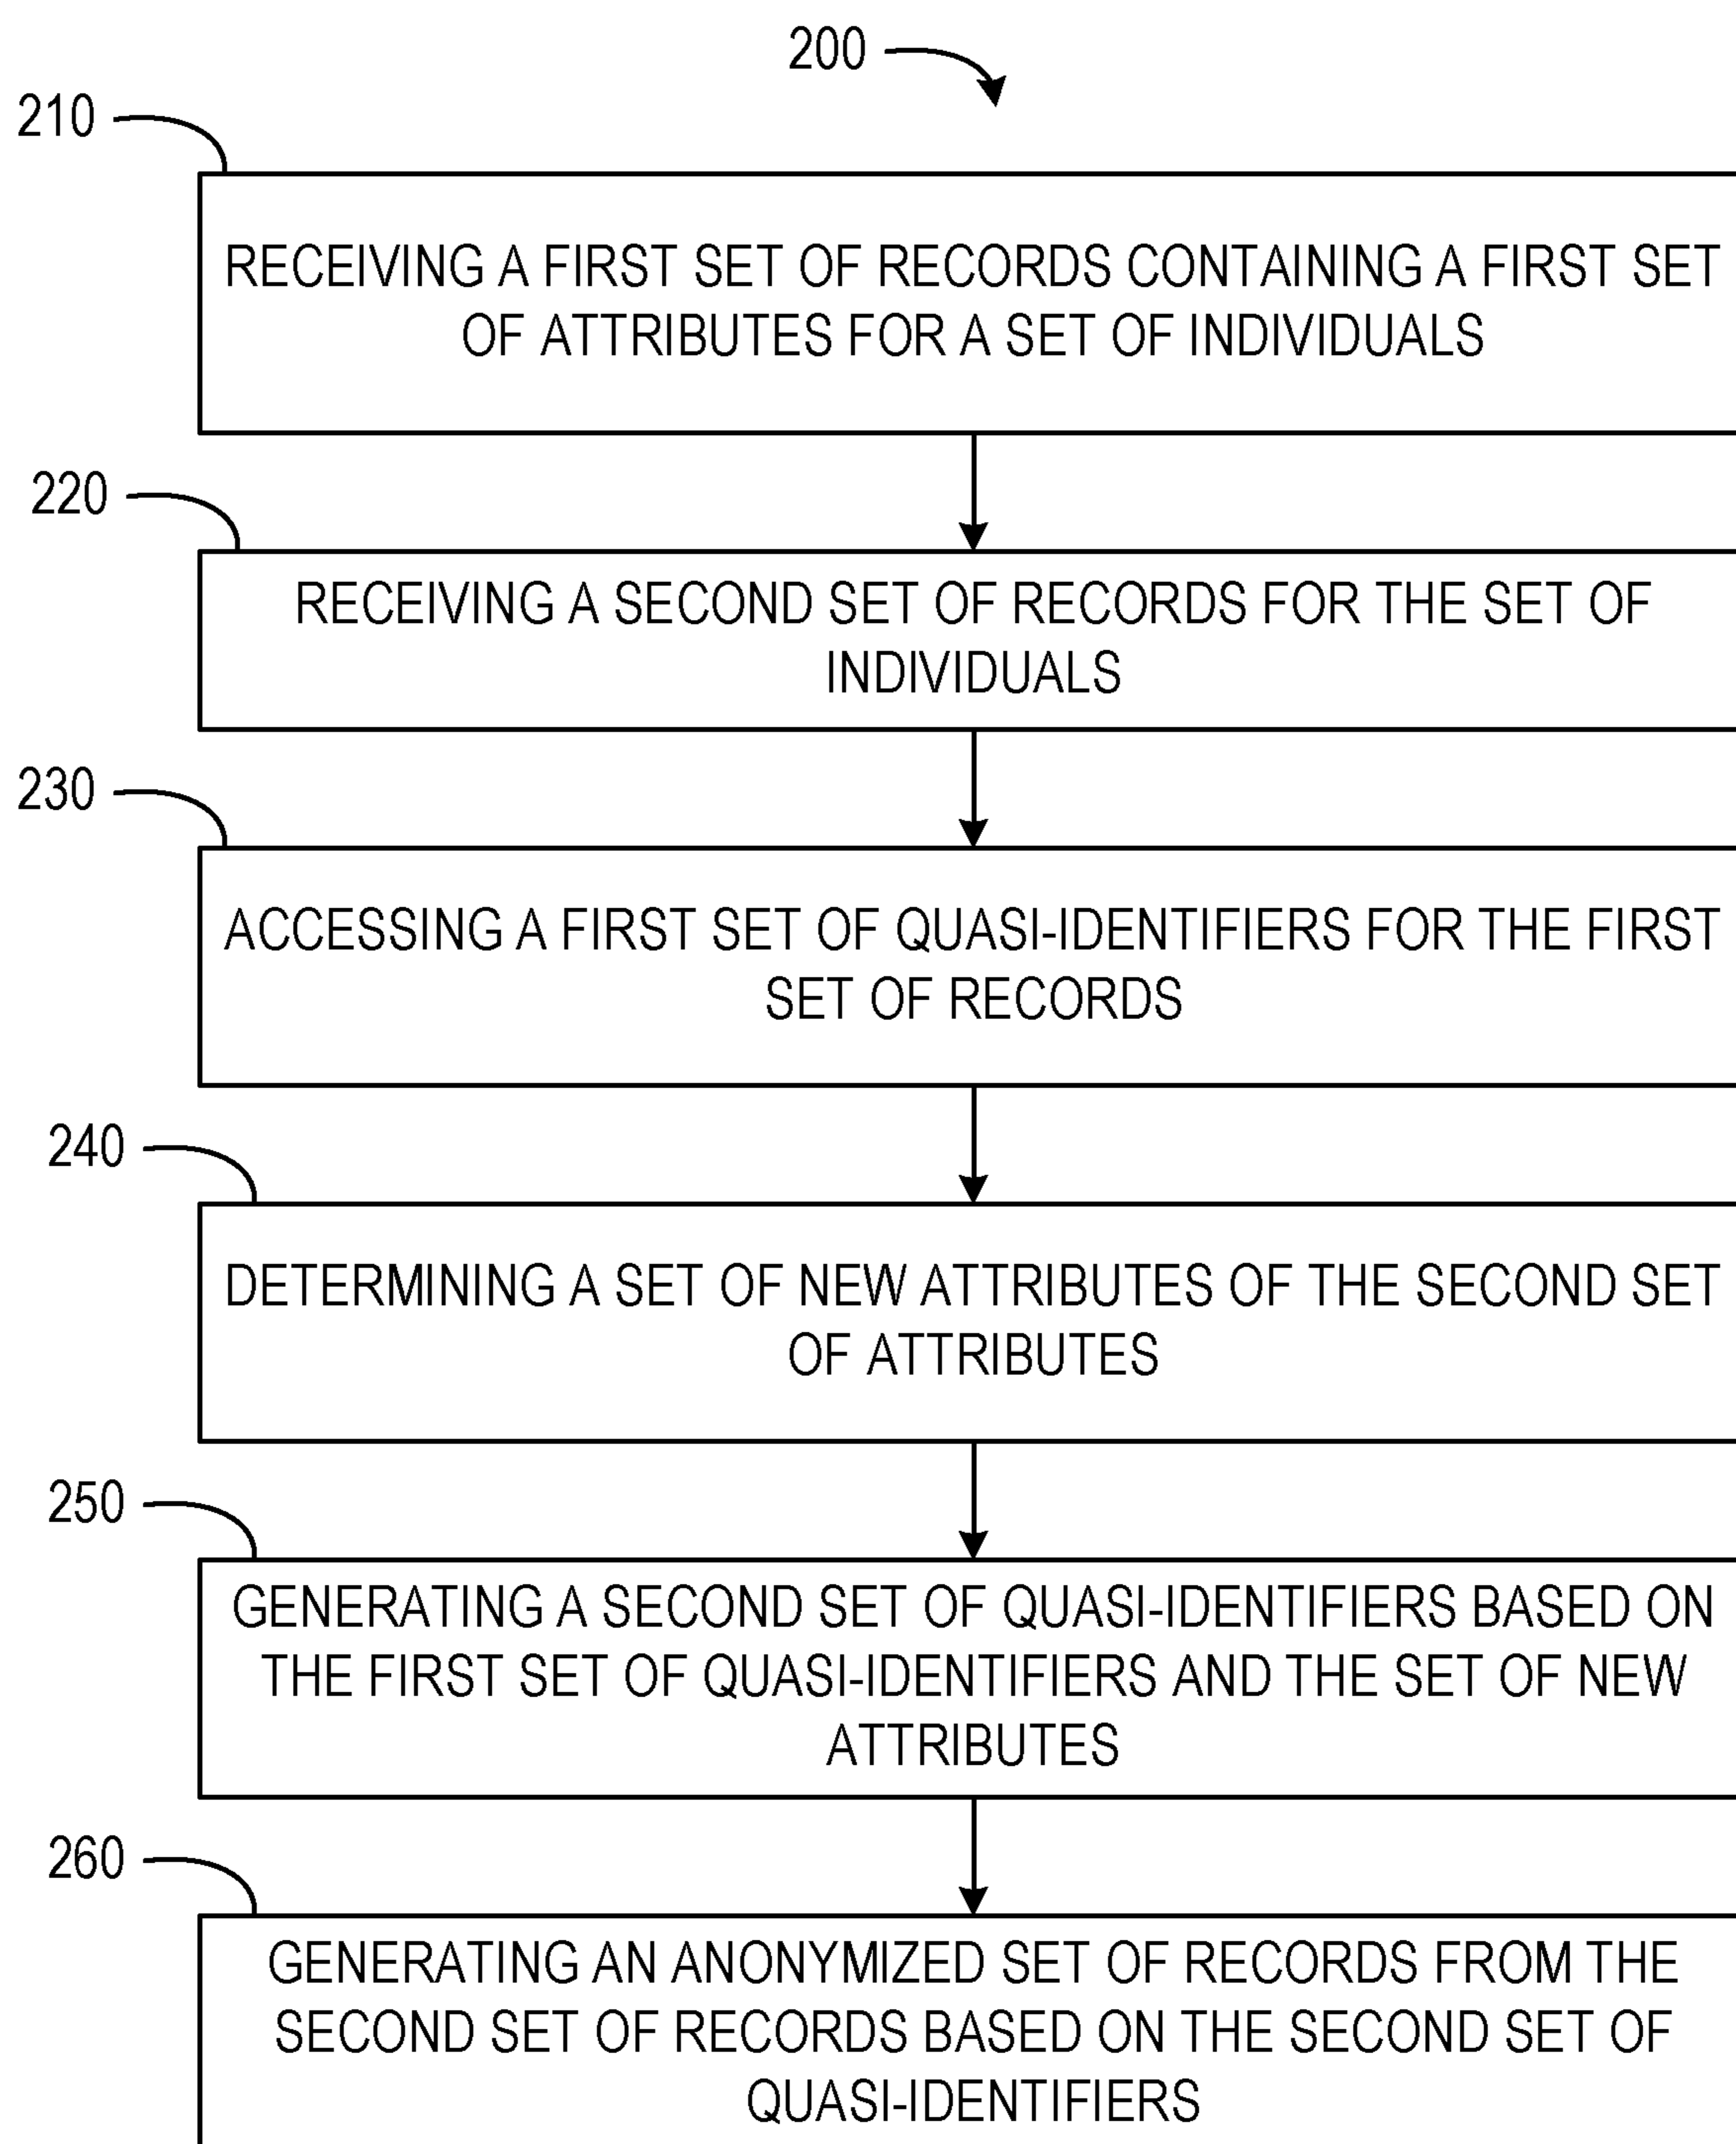 200
210
RECEIVING A FIRST SET OF RECORDS CONTAINING A FIRST SET
OF ATTRIBUTES FOR A SET OF INDIVIDUALS
220
RECEIVING A SECOND SET OF RECORDS FOR THE SET OF
INDIVIDUALS
230
ACCESSING A FIRST SET OF QUASI-IDENTIFIERS FOR THE FIRST
SET OF RECORDS
240
DETERMINING A SET OF NEW ATTRIBUTES OF THE SECOND SET
OF ATTRIBUTES
250
GENERATING A SECOND SET OF QUASI-IDENTIFIERS BASED ON
THE FIRST SET OF QUASI-IDENTIFIERS AND THE SET OF NEW
ATTRIBUTES
260
GENERATING AN ANONYMIZED SET OF RECORDS FROM THE
SECOND SET OF RECORDS BASED ON THE SECOND SET OF
QUASI-IDENTIFIERS